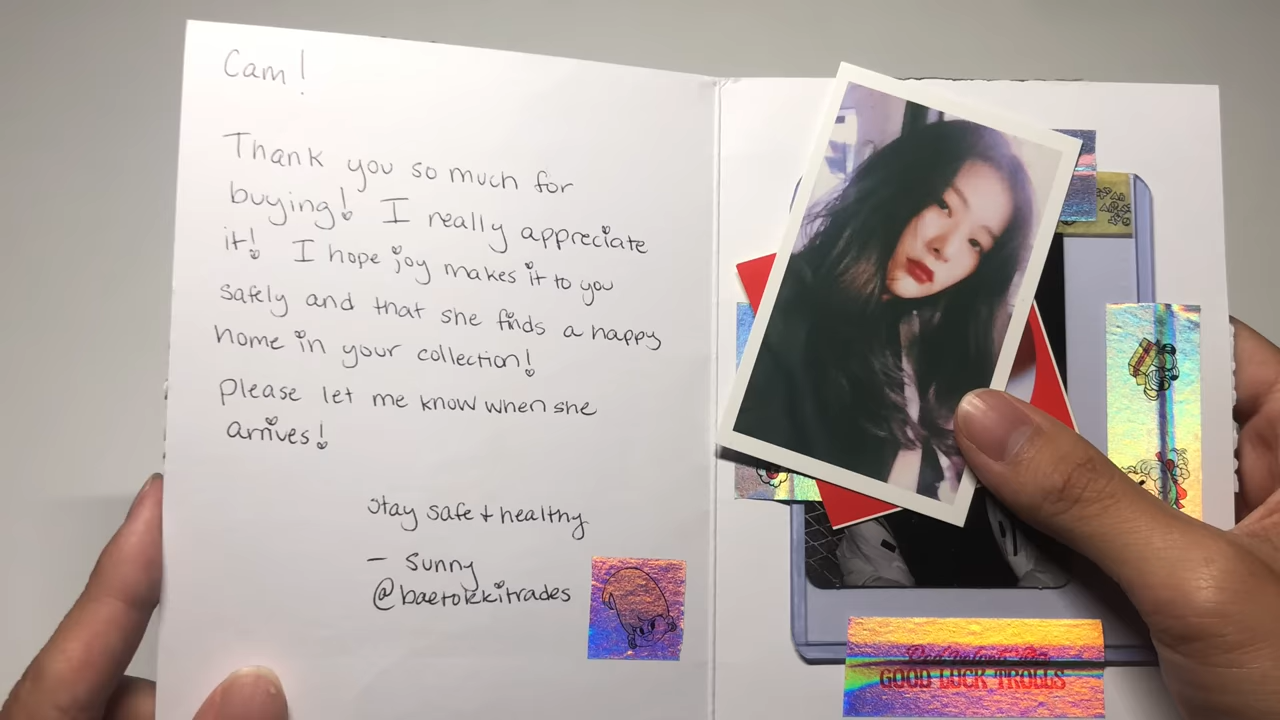 Cam!
Thank you so much for
buying! I really appreciate
it! I hope joy makes it to you
safely and that she finds a happy
home in your collection!
please let me know when she
arrives!
stay safe + healthy
– sunny
@baetokkitrades
GOOD LUCK TROLLS